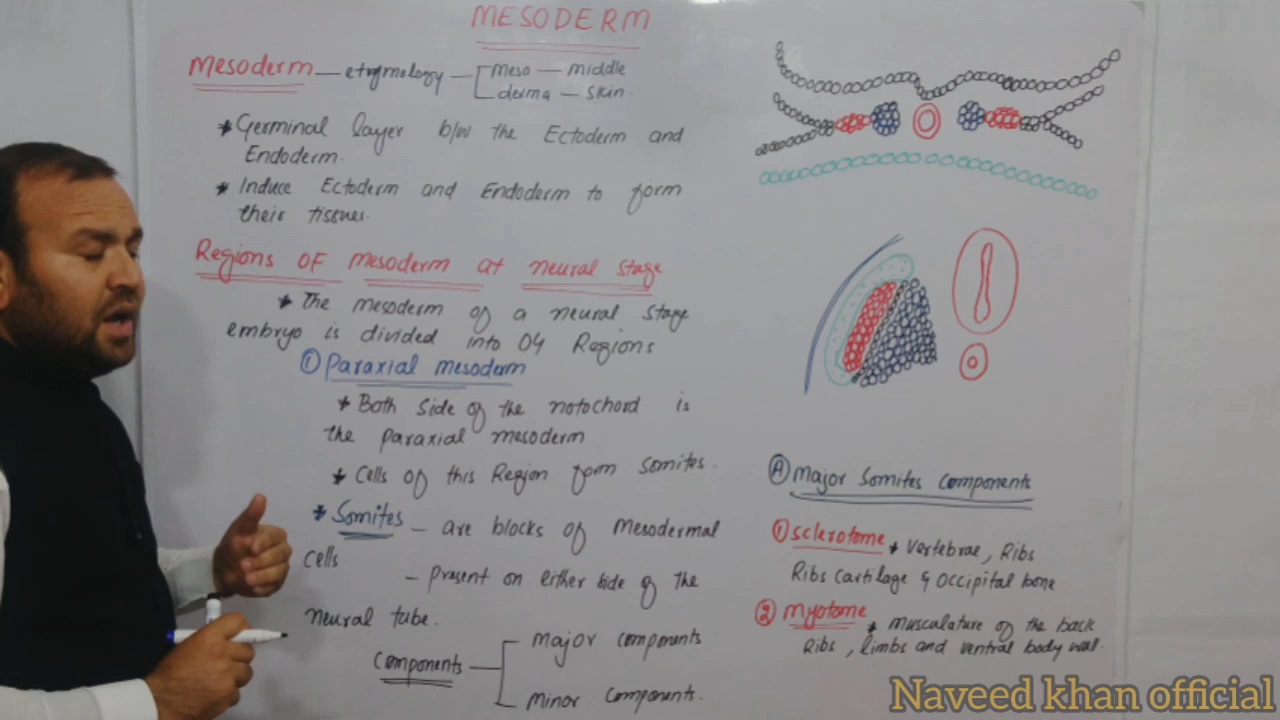 MESODERM
Mesoderm — etymology — meso — middle
derma — skin.
* Germinal layer b/w the Ectoderm and
Endoderm.
* Induce Ectoderm and Endoderm to form
their tissues.
Regions OF mesoderm at neural stage
* The mesoderm of a neural stage
embryo is divided into 04 Regions
① Paraxial mesoderm
* Both side of the notochord is
the paraxial mesoderm
* Cells of this Region form somites.
* Somites — are blocks of Mesodermal
cells
— Present on either side of the
neural tube.
Components — major components
minor components.
Ⓐ Major Somites Components
① sclerotome * Vertebrae, Ribs
Ribs cartilage & occipital bone
② myotome * musculature of the back
Ribs, limbs and ventral body wall.
Naveed khan official